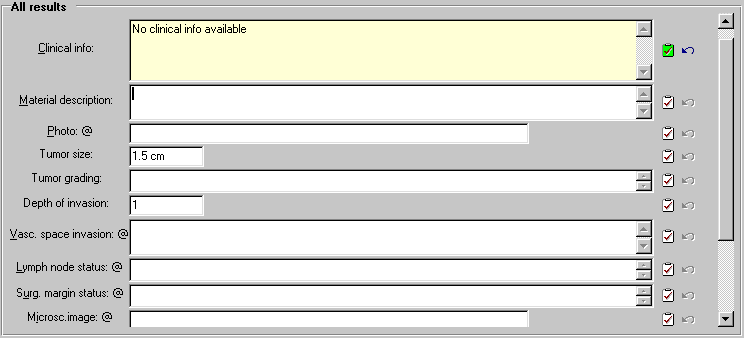 All results
Clinical info:
No clinical info available
Material description:
Photo: @
Tumor size:
1.5 cm
Tumor grading:
Depth of invasion:
1
Vasc. space invasion: @
Lymph node status: @
Surg. margin status: @
Microsc.image: @